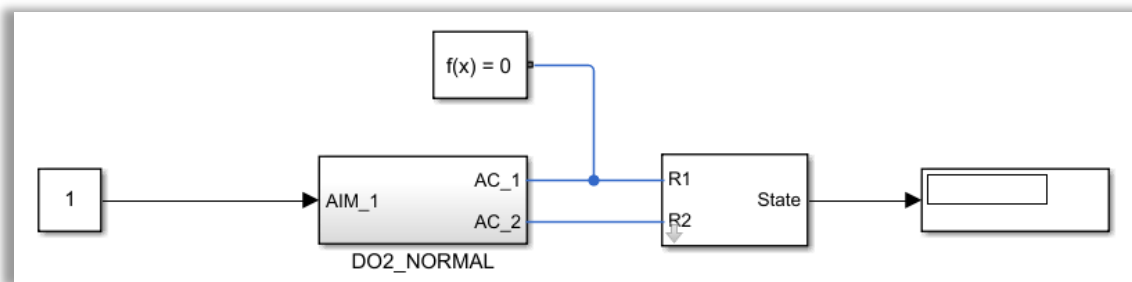 f(x) = 0
1
AIM_1
AC_1
AC_2
DO2_NORMAL
R1
R2
State